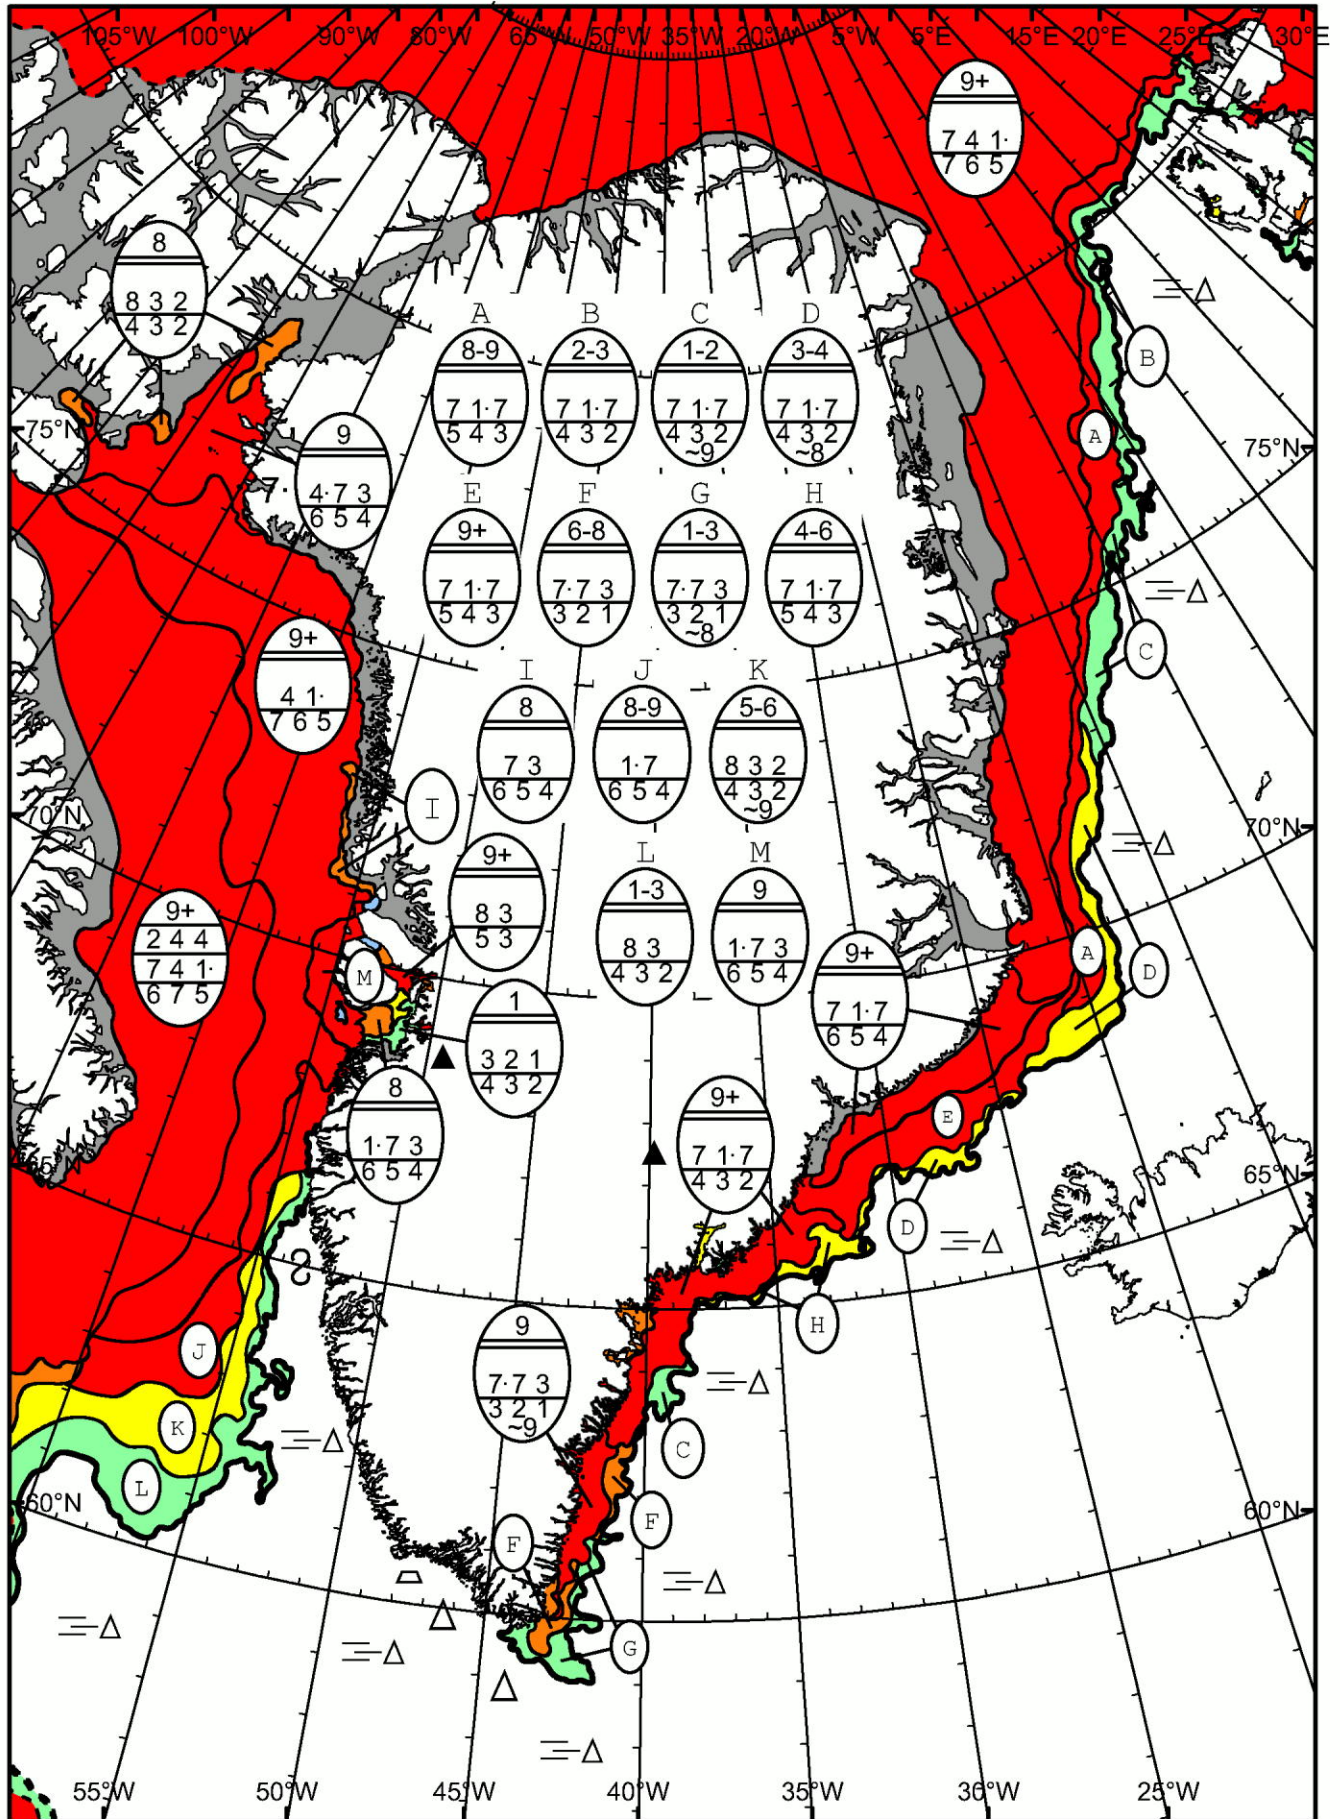 105°W 100°W 90°W 80°W 65°W 50°W 35°W 20°W 5°W 5°E 15°E 20°E 25°E 30°E
9+
7 4 1·
7 6 5
8
8 3 2
4 3 2
B
A B C D
8-9 2-3 1-2 3-4
7 1·7 7 1·7 7 1·7 7 1·7
5 4 3 4 3 2 4 3 2 4 3 2
~9 ~8
75°N
A
75°N
9
7· 4·7 3
6 5 4
E F G H
9+ 6-8 1-3 4-6
7 1·7 7·7 3 7·7 3 7 1·7
5 4 3 3 2 1 3 2 1 5 4 3
~8
9+
4 1·
7 6 5
C
I J K
8 8-9 5-6
7 3 1·7 8 3 2
6 5 4 6 5 4 4 3 2
~9
I
70°N
70°N
L M
9+
8 3
5 3
1-3 9
8 3 1·7 3
4 3 2 6 5 4
9+
2 4 4
7 4 1·
6 7 5
M
9+
7 1·7
6 5 4
A
D
1
3 2 1
4 3 2
8
1·7 3
6 5 4
9+
7 1·7
4 3 2
E
65°N
65°N
D
H
J
9
7·7 3
3 2 1
~9
K
C
L
60°N
60°N
F
F
G
55°W 50°W 45°W 40°W 35°W 30°W 25°W